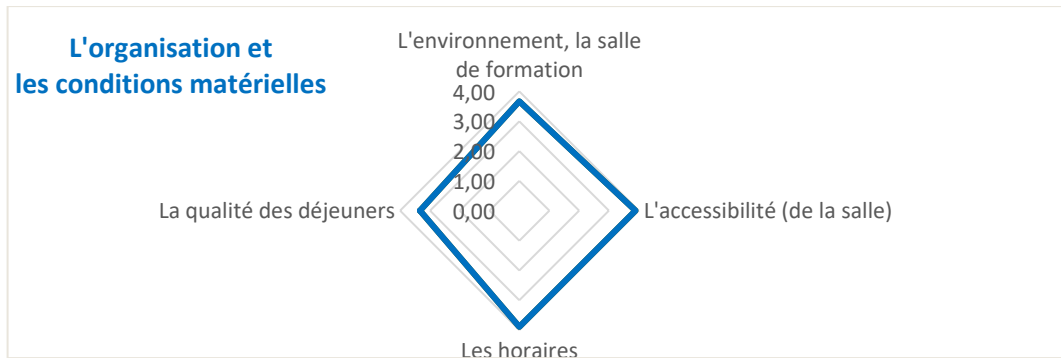 L'organisation et
les conditions matérielles
L'environnement, la salle
de formation
4,00
3,00
2,00
1,00
0,00
La qualité des déjeuners
L'accessibilité (de la salle)
Les horaires